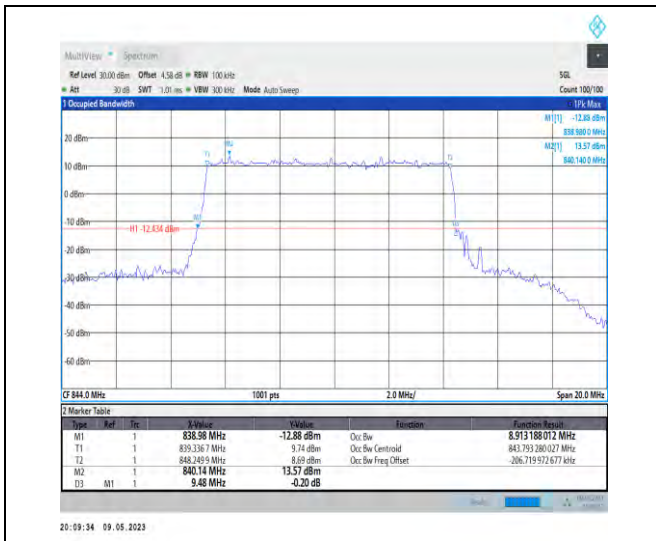 MultiView Spectrum
Ref Level 30.00 dBm Offset 4.58 dB RBW 100 kHz SGL
Att 30 dB SWT 1.01 ms VBW 300 kHz Mode Auto Sweep Count 100/100
1 Occupied Bandwidth 1Pk Max
M1[1] -12.88 dBm
838.980 0 MHz
M2[1] 13.57 dBm
840.140 0 MHz
20 dBm
M2
T1 T2
10 dBm
0 dBm
-10 dBm
M1
H1 -12.434 dBm
-20 dBm
-30 dBm
-40 dBm
-50 dBm
-60 dBm
CF 844.0 MHz 1001 pts 2.0 MHz/ Span 20.0 MHz
2 Marker Table
Type Ref Trc X-Value Y-Value Function Function Result
M1 1 838.98 MHz -12.88 dBm Occ Bw 8.913 188 012 MHz
T1 1 839.336 7 MHz 9.74 dBm Occ Bw Centroid 843.793 280 027 MHz
T2 1 848.249 9 MHz 8.69 dBm Occ Bw Freq Offset -206.719 972 677 kHz
M2 1 840.14 MHz 13.57 dBm
D3 M1 1 9.48 MHz -0.20 dB
20:09:34 09.05.2023